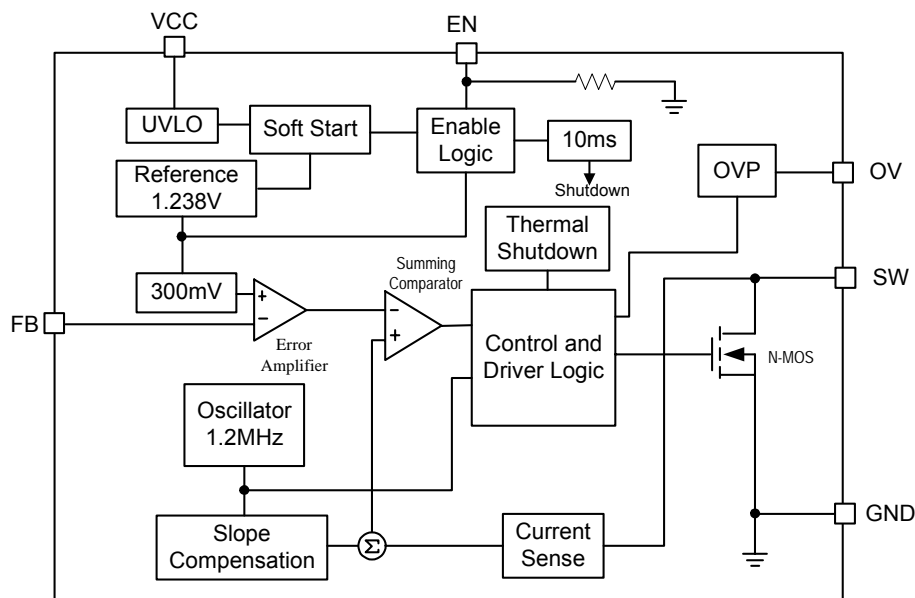 VCC
EN
UVLO
Soft Start
Enable
Logic
10ms
Shutdown
Reference
1.238V
OVP
OV
Thermal
Shutdown
300mV
+
−
Summing
Comparator
−
+
SW
FB
Error
Amplifier
Control and
Driver Logic
N-MOS
Oscillator
1.2MHz
GND
Slope
Compensation
Σ
Current
Sense